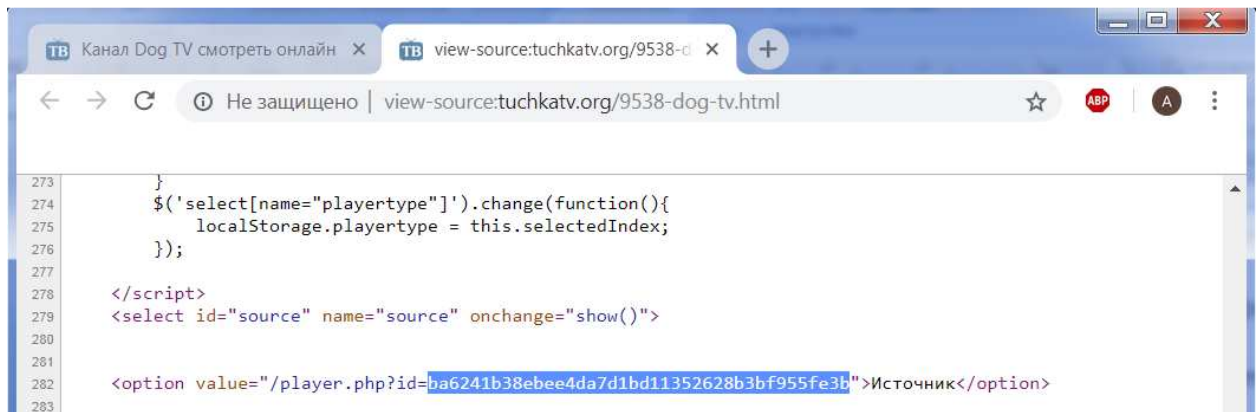 ТВ Канал Dog TV смотреть онлайн
ТВ view-source:tuchkatv.org/9538-d
Не защищено | view-source:tuchkatv.org/9538-dog-tv.html
ABP
A
273 }
274 $('select[name="playertype"]').change(function(){
275 localStorage.playertype = this.selectedIndex;
276 });
277
278 </script>
279 <select id="source" name="source" onchange="show()">
280
281
282 <option value="/player.php?id=ba6241b38ebee4da7d1bd11352628b3bf955fe3b">Источник</option>
283